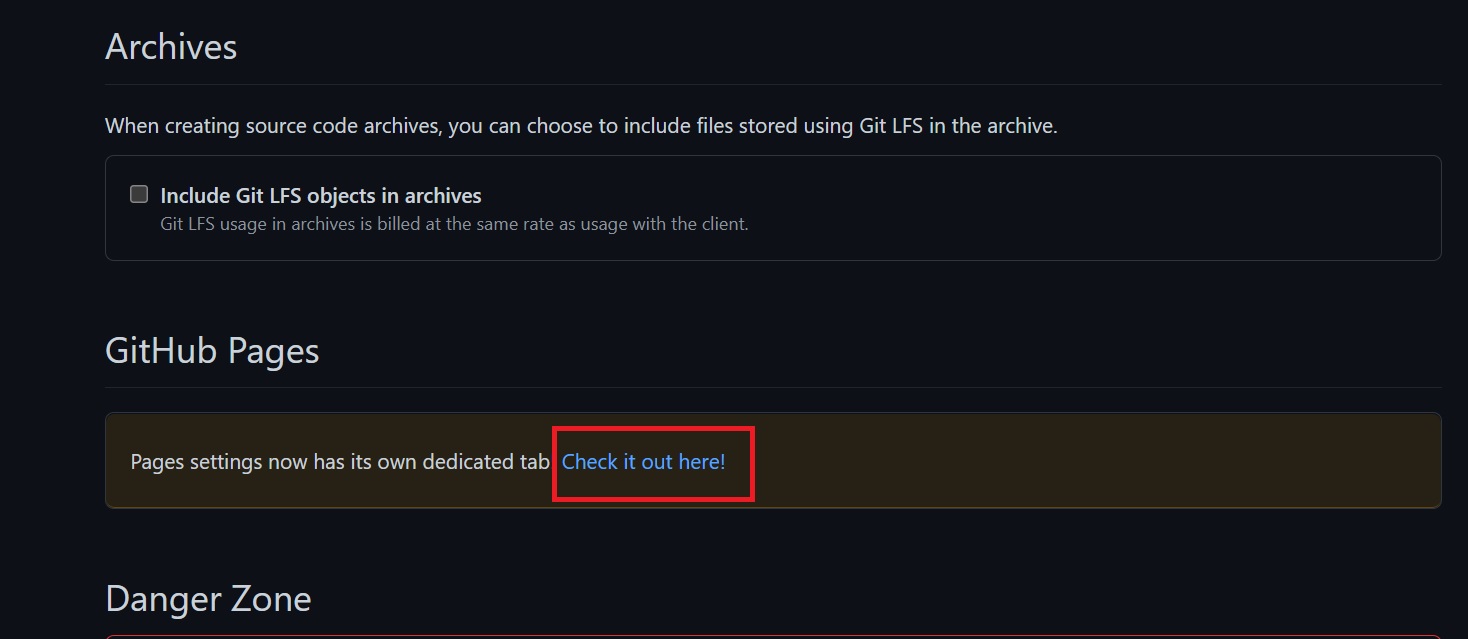 Archives
When creating source code archives, you can choose to include files stored using Git LFS in the archive.
Include Git LFS objects in archives
Git LFS usage in archives is billed at the same rate as usage with the client.
GitHub Pages
Pages settings now has its own dedicated tab Check it out here!
Danger Zone